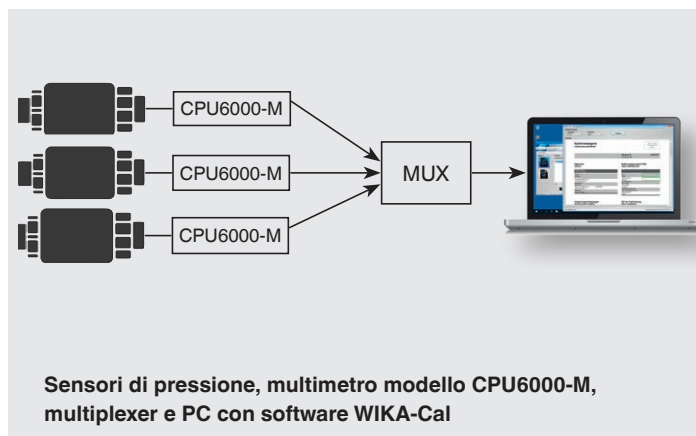 CPU6000-M
CPU6000-M
MUX
CPU6000-M
Sensori di pressione, multimetro modello CPU6000-M,
multiplexer e PC con software WIKA-Cal